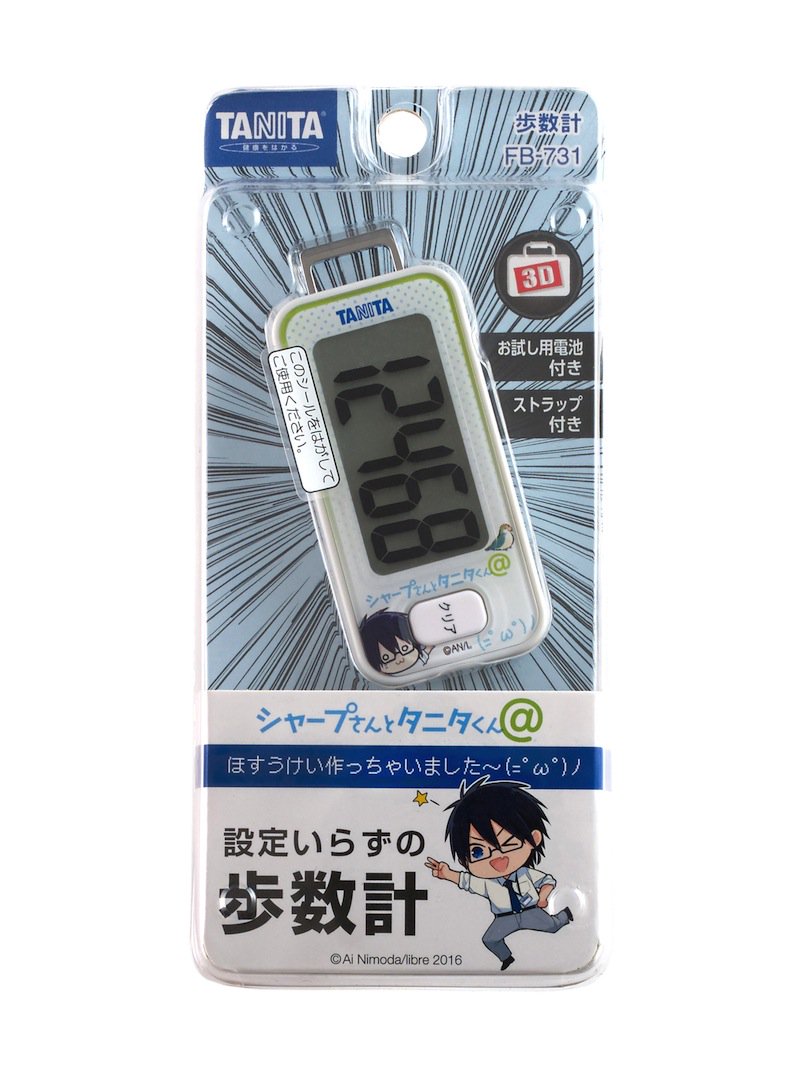 TANITA
健康をはかる
歩数計
FB-731
3D
お試し用電池
付き
ストラップ
付き
TANITA
このシールをはがして
ご使用ください。
12468
シャープさんとタニタくん@
クリア
(=ﾟωﾟ)ノ
©AN/L
シャープさんとタニタくん@
ほすうけい作っちゃいました～(=ﾟωﾟ)ノ
設定いらずの
歩数計
©Ai Nimoda/libre 2016